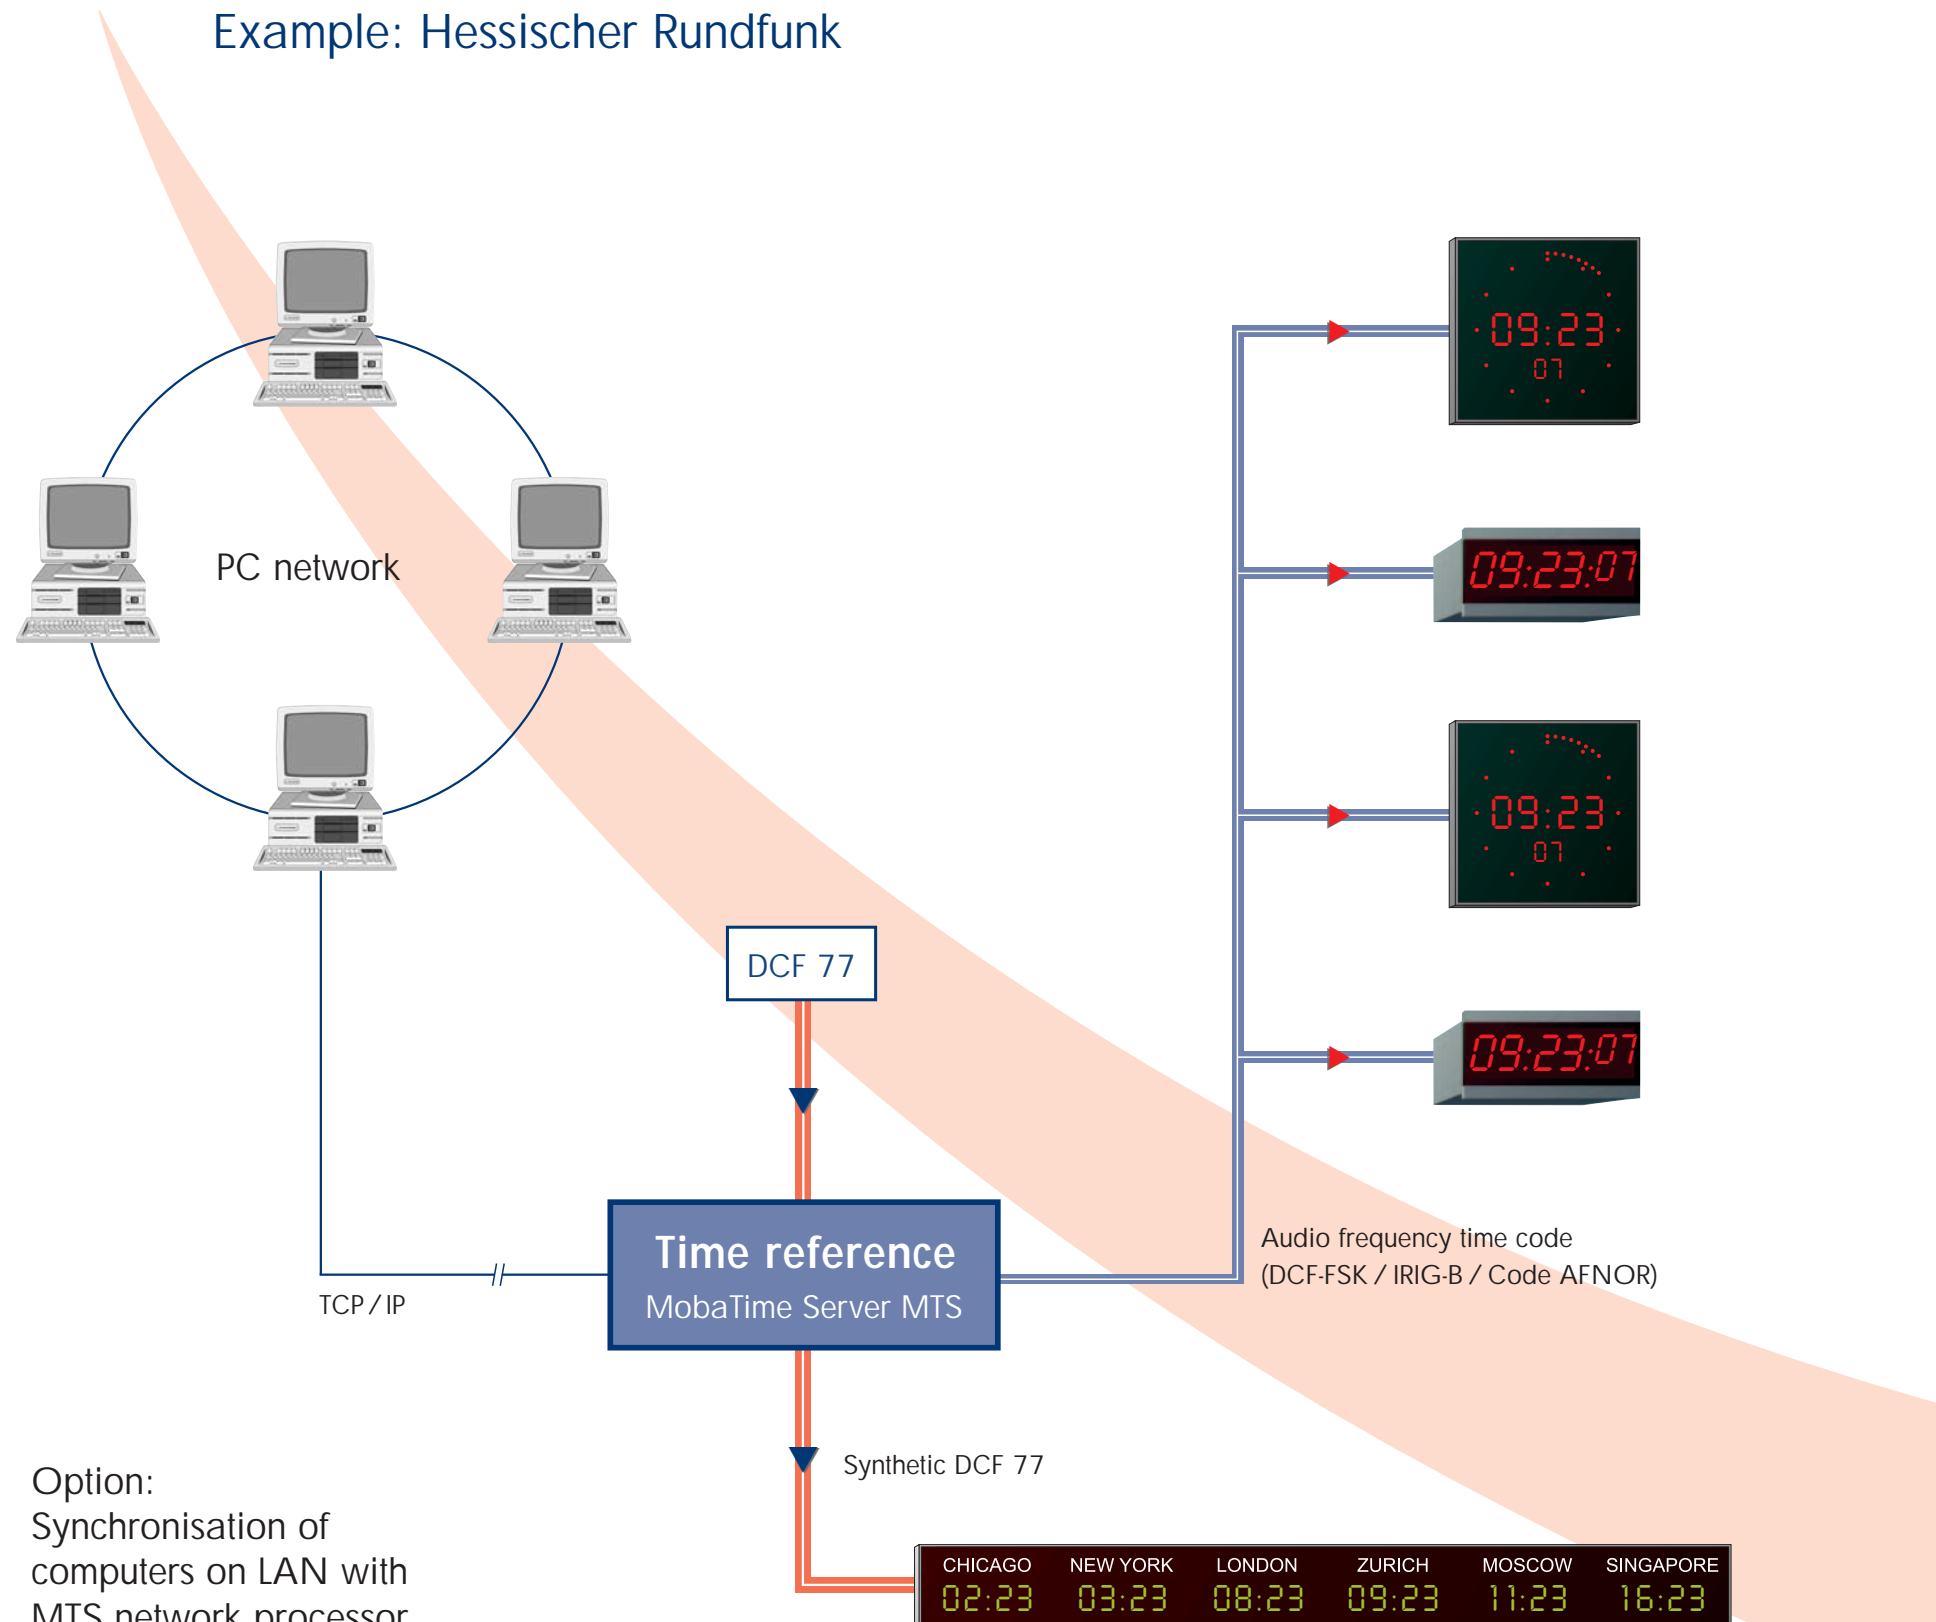 Example: Hessischer Rundfunk
09:23
07
PC network
09:23:07
09:23
07
DCF 77
09:23:07
Time reference
MobaTime Server MTS
Audio frequency time code
(DCF-FSK / IRIG-B / Code AFNOR)
TCP / IP
Synthetic DCF 77
Option:
Synchronisation of
computers on LAN with
MTS network processor
CHICAGO NEW YORK LONDON ZURICH MOSCOW SINGAPORE
02:23 03:23 08:23 09:23 11:23 16:23